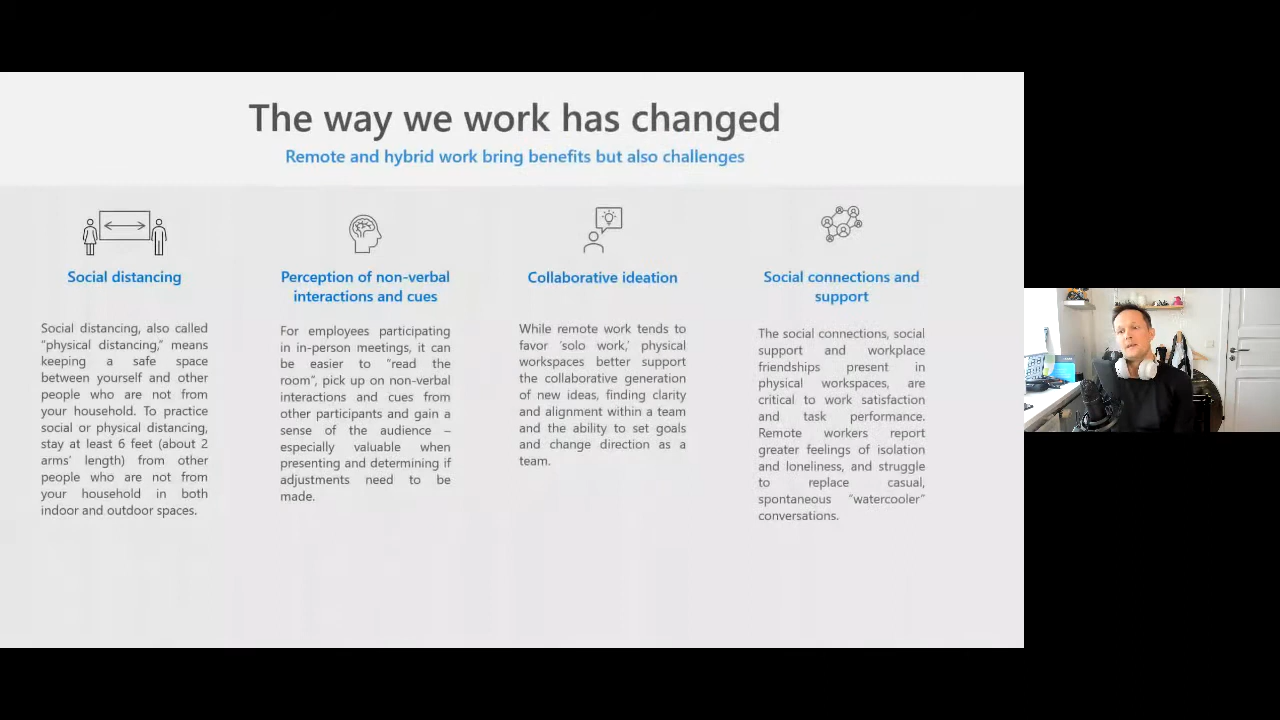 The way we work has changed
Remote and hybrid work bring benefits but also challenges
Social distancing
Social distancing, also called
“physical distancing,” means
keeping a safe space
between yourself and other
people who are not from
your household. To practice
social or physical distancing,
stay at least 6 feet (about 2
arms’ length) from other
people who are not from
your household in both
indoor and outdoor spaces.
Perception of non-verbal
interactions and cues
For employees participating
in in-person meetings, it can
be easier to “read the
room”, pick up on non-verbal
interactions and cues from
other participants and gain a
sense of the audience –
especially valuable when
presenting and determining if
adjustments need to be
made.
Collaborative ideation
While remote work tends to
favor ‘solo work,’ physical
workspaces better support
the collaborative generation
of new ideas, finding clarity
and alignment within a team
and the ability to set goals
and change direction as a
team.
Social connections and
support
The social connections, social
support and workplace
friendships present in
physical workspaces, are
critical to work satisfaction
and task performance.
Remote workers report
greater feelings of isolation
and loneliness, and struggle
to replace casual,
spontaneous “watercooler”
conversations.